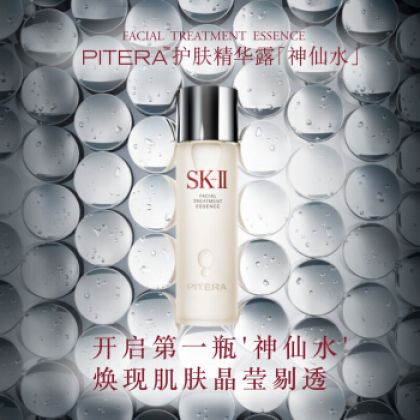 FACIAL TREATMENT ESSENCE
PITERA™护肤精华露「神仙水」
SK-II
FACIAL
TREATMENT
ESSENCE
PITERA
开启第一瓶'神仙水'
焕现肌肤晶莹剔透